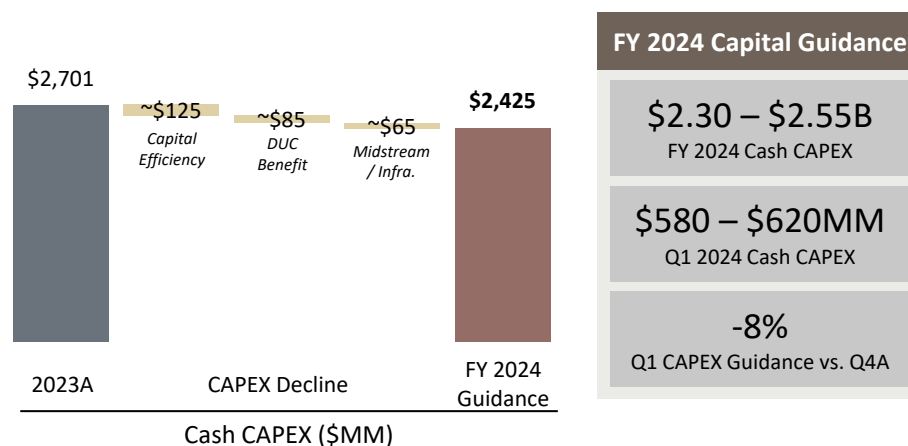 $2,701
~$125
Capital
Efficiency
~$85
DUC
Benefit
~$65
Midstream
/ Infra.
$2,425
2023A
CAPEX Decline
FY 2024
Guidance
Cash CAPEX ($MM)
FY 2024 Capital Guidance
$2.30 – $2.55B
FY 2024 Cash CAPEX
$580 – $620MM
Q1 2024 Cash CAPEX
-8%
Q1 CAPEX Guidance vs. Q4A